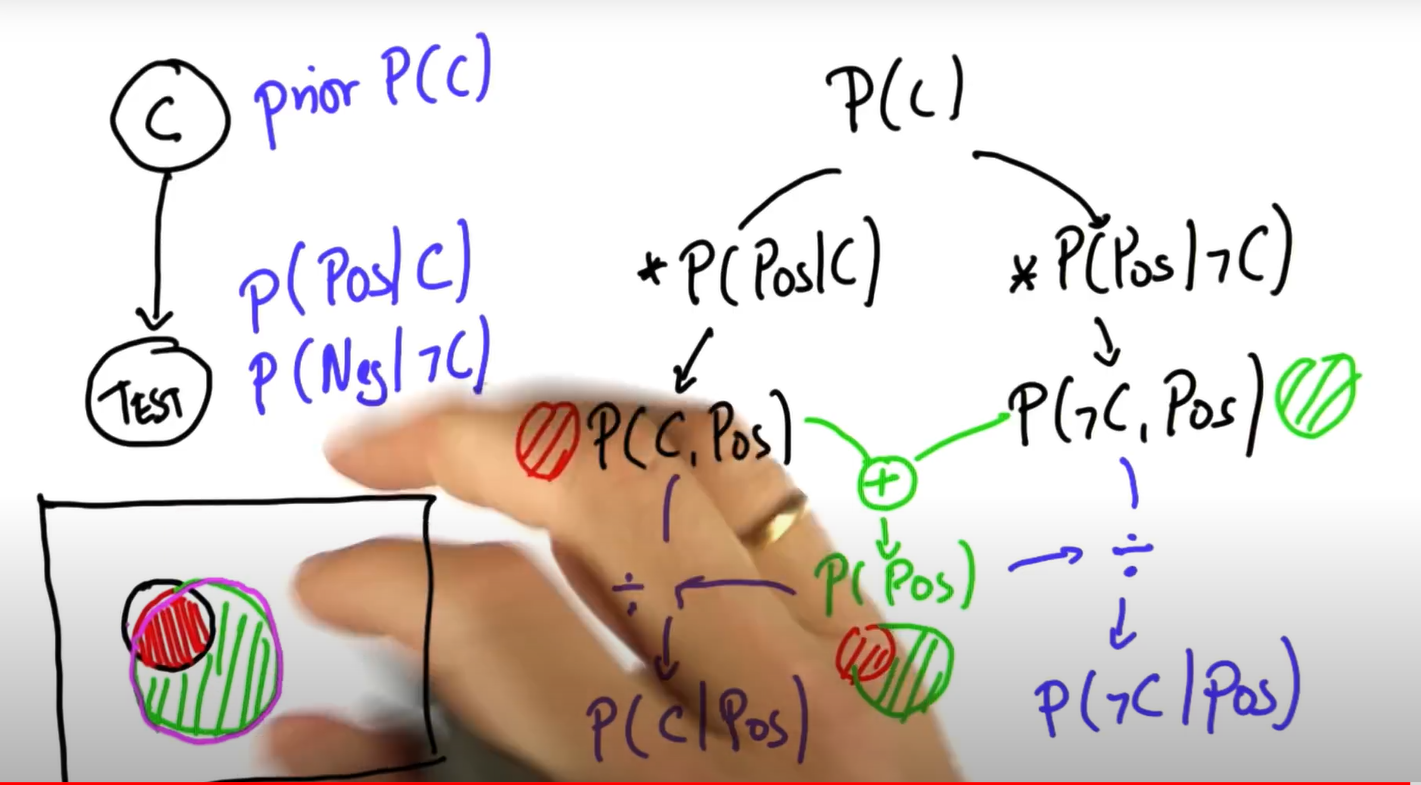 C
Prior P(C)
P(Pos|C)
P(Neg|¬C)
TEST
P(C)
* P(Pos|C)
* P(Pos|¬C)
P(C, Pos)
P(¬C, Pos)
+
P(Pos)
÷
÷
P(C|Pos)
P(¬C|Pos)